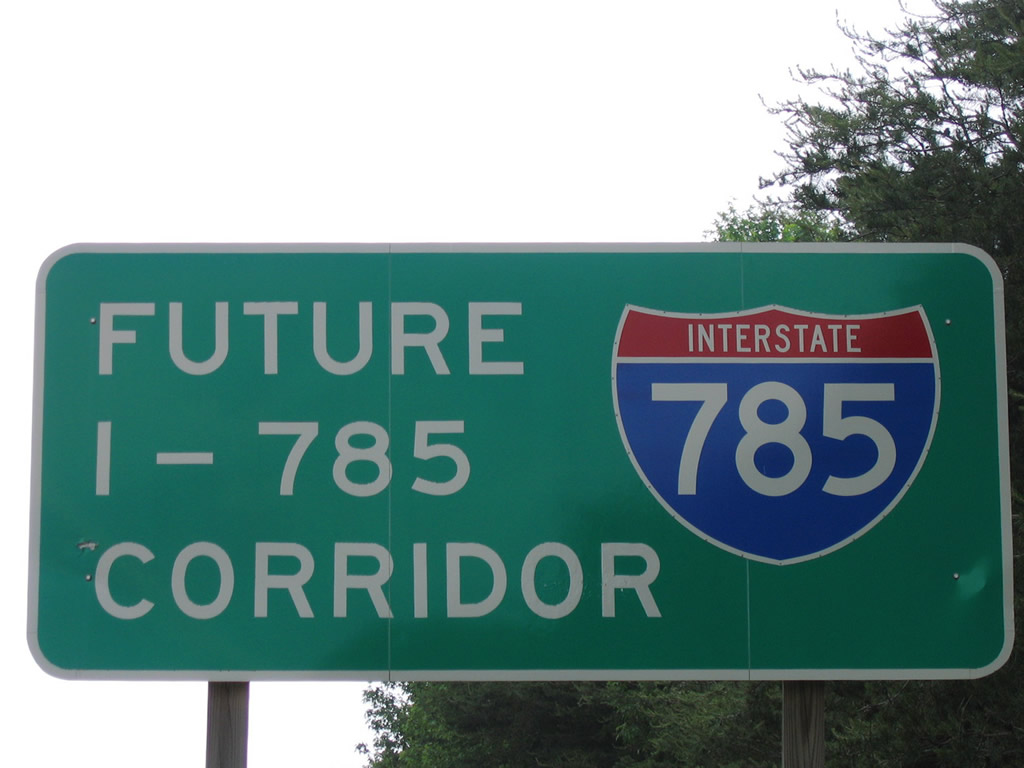 FUTURE
I - 785
CORRIDOR
INTERSTATE
785